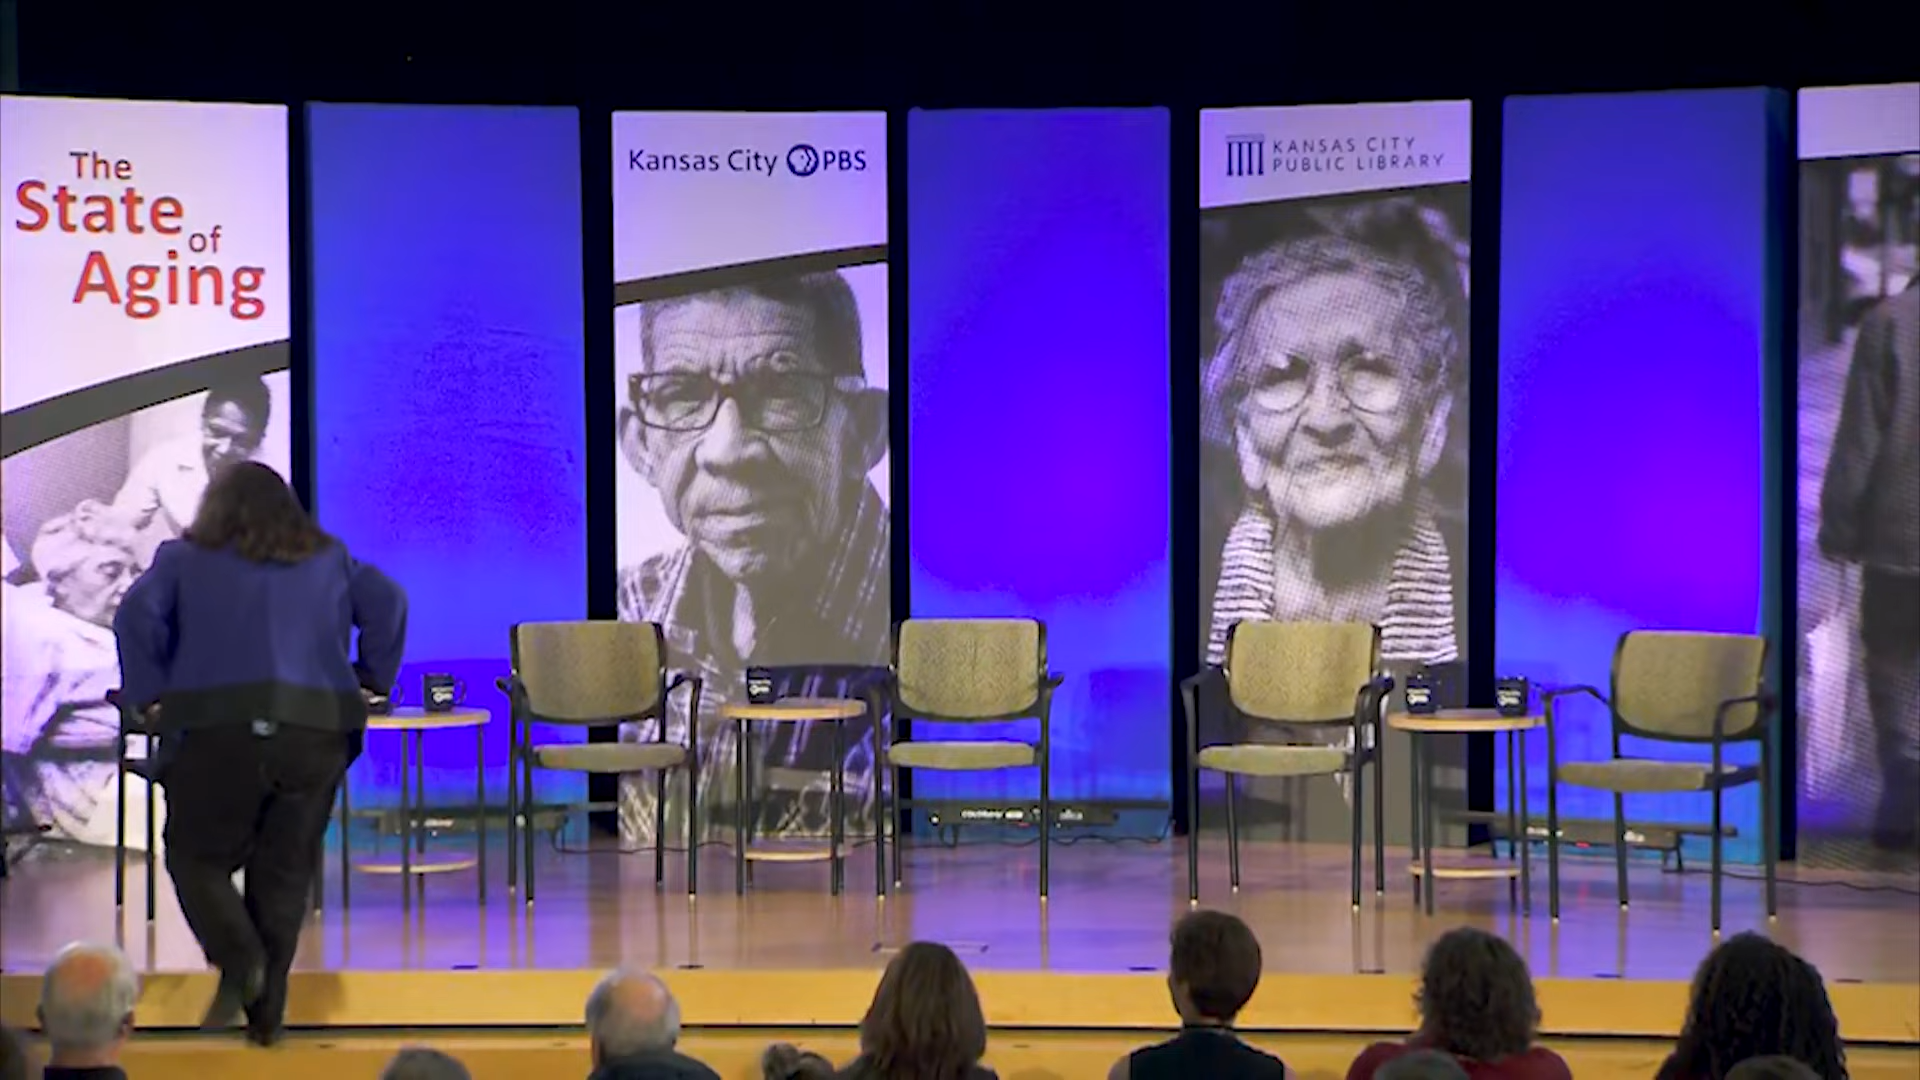 The
State
of
Aging
Kansas City PBS
KANSAS CITY
PUBLIC LIBRARY